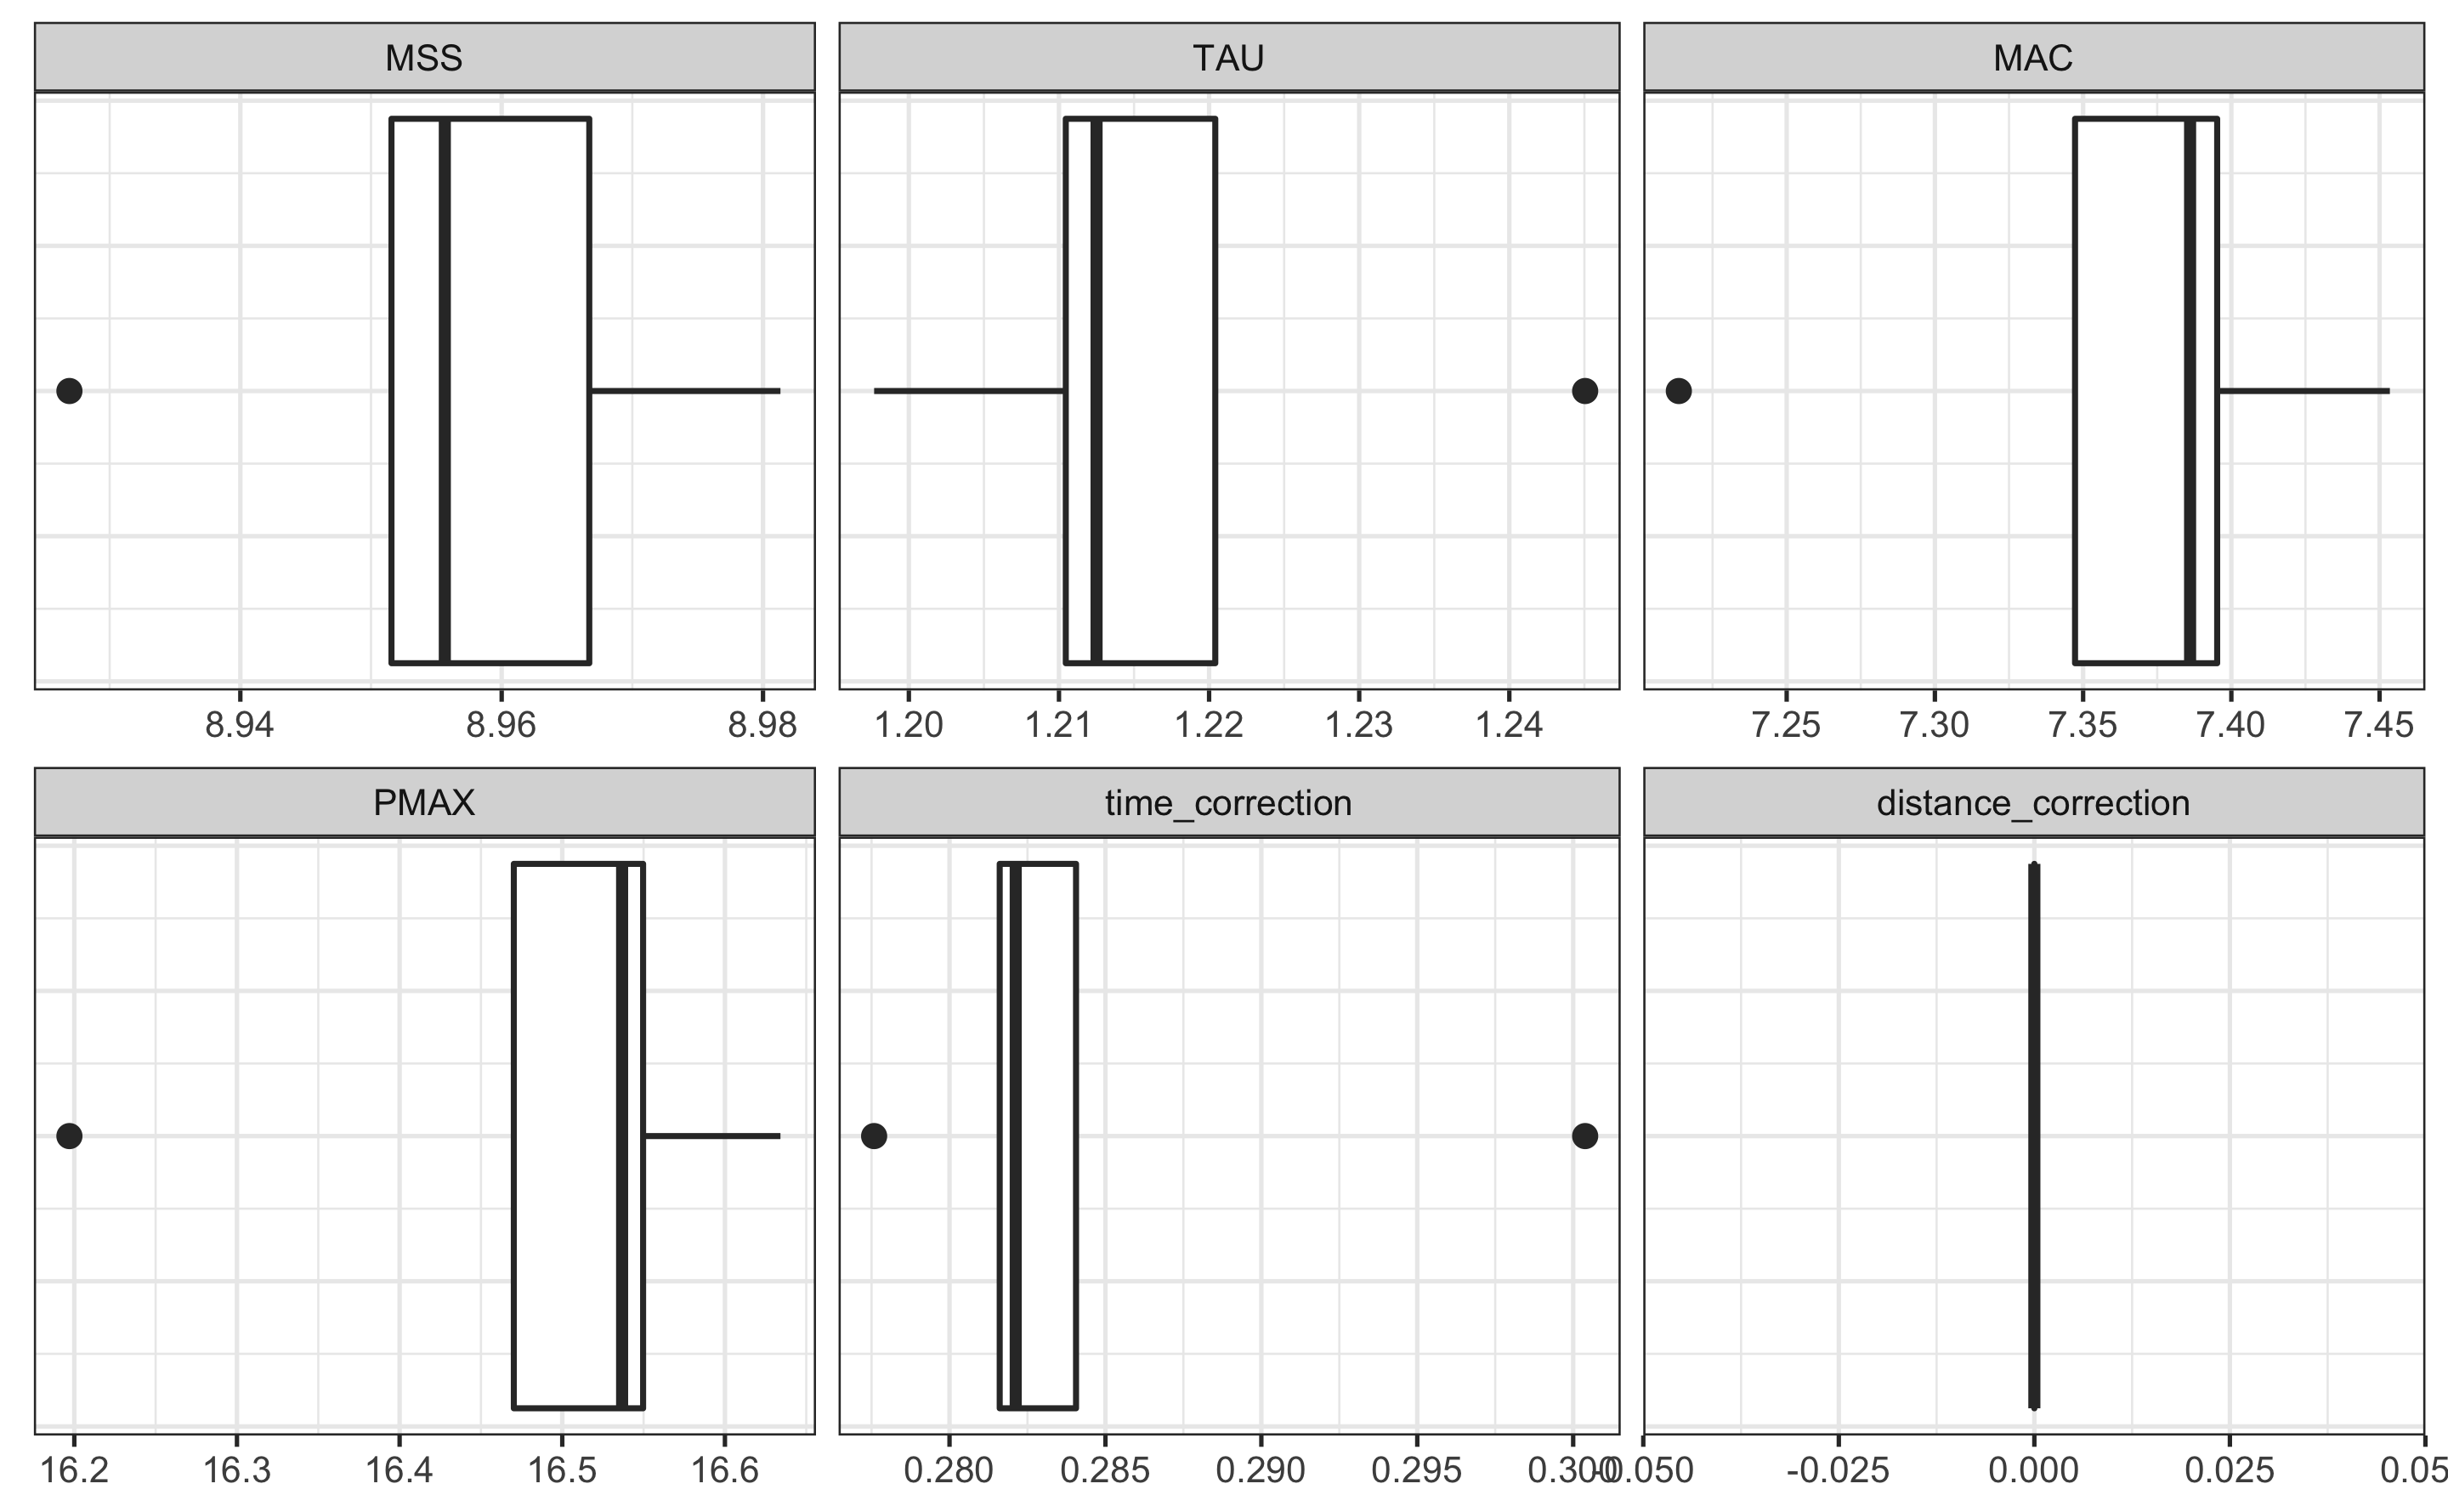 MSS TAU MAC
8.94 8.96 8.98 1.20 1.21 1.22 1.23 1.24 7.25 7.30 7.35 7.40 7.45
PMAX time_correction distance_correction
16.2 16.3 16.4 16.5 16.6 0.280 0.285 0.290 0.295 0.300 -0.050 -0.025 0.000 0.025 0.05